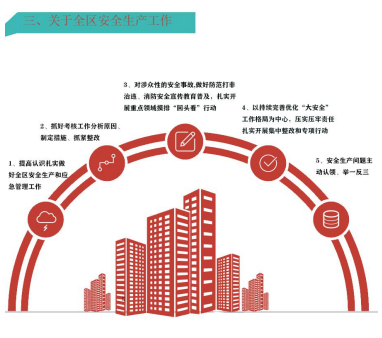 三、关于全区安全生产工作
3、对涉众性的安全事故,做好防范打非
治违、消防安全宣传教育普及，扎实开
展重点领域摸排“回头看”行动
2、抓好考核工作分析原因、
制定措施、抓紧整改
4、以持续完善优化“大安全”
工作格局为中心，压实压牢责任
扎实开展集中整改和专项行动
1、提高认识扎实做
好全区安全生产和应
急管理工作
5、安全生产问题主
动认领、举一反三